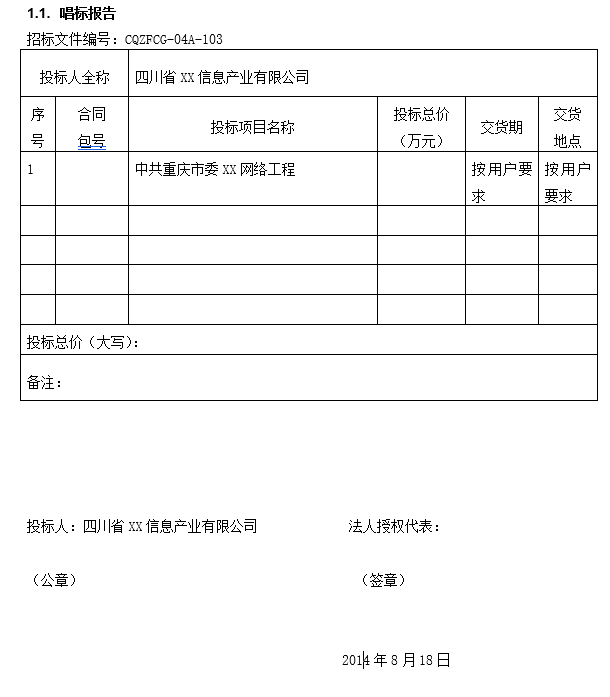 1.1. 唱标报告
招标文件编号：CQZFCG-04A-103
投标人全称 四川省 XX 信息产业有限公司
序号 合同包号 投标项目名称 投标总价（万元） 交货期 交货地点
1 中共重庆市委 XX 网络工程 按用户要求 按用户要求
投标总价（大写）：
备注：
投标人：四川省 XX 信息产业有限公司 法人授权代表：
（公章） （签章）
2014 年 8 月 18 日